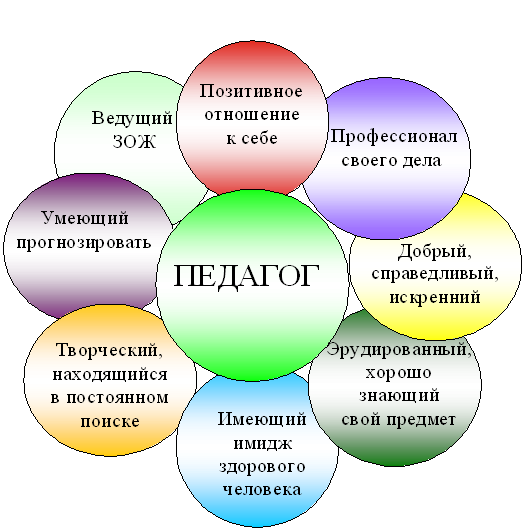 Позитивное
отношение
к себе
Профессионал
своего дела
Добрый,
справедливый,
искренний
Эрудированный,
хорошо
знающий
свой предмет
Имеющий
имидж
здорового
человека
Творческий,
находящийся
в постоянном
поиске
Умеющий
прогнозировать
Ведущий
ЗОЖ
ПЕДАГОГ